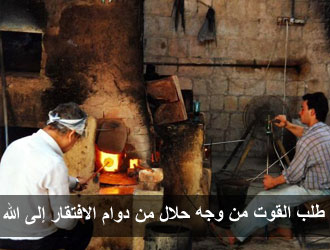 طلب القوت من وجه حلال من دوام الافتقار إلى الله